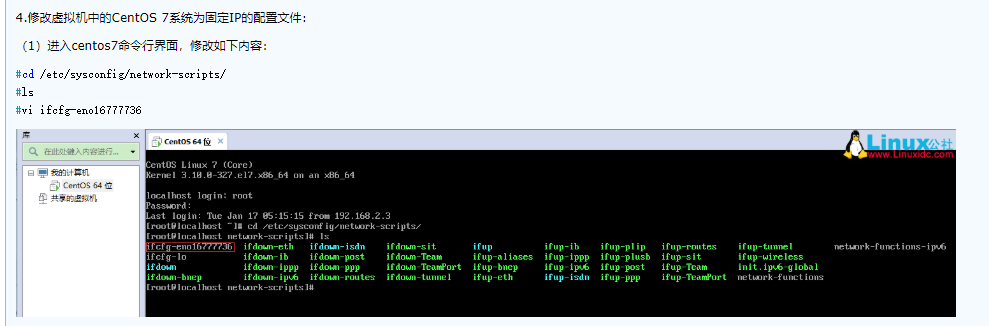 4.修改虚拟机中的CentOS 7系统为固定IP的配置文件:
（1）进入centos7命令行界面，修改如下内容：
#cd /etc/sysconfig/network-scripts/
#ls
#vi ifcfg-eno16777736
库 ×
在此处键入内容进行...
我的计算机
CentOS 64 位
共享的虚拟机
CentOS 64 位 ×
Linux公社
www.Linuxidc.com
CentOS Linux 7 (Core)
Kernel 3.10.0-327.el7.x86_64 on an x86_64
localhost login: root
Password:
Last login: Tue Jan 17 05:15:15 from 192.168.2.3
[root@localhost ~]# cd /etc/sysconfig/network-scripts/
[root@localhost network-scripts]# ls
ifcfg-eno16777736 ifdown-eth ifdown-isdn ifdown-sit ifup ifup-ib ifup-plip ifup-routes ifup-tunnel network-functions-ipv6
ifcfg-lo ifdown-ib ifdown-post ifdown-Team ifup-aliases ifup-ippp ifup-plusb ifup-sit ifup-wireless
ifdown ifdown-ippp ifdown-ppp ifdown-TeamPort ifup-bnep ifup-ipv6 ifup-post ifup-Team init.ipv6-global
ifdown-bnep ifdown-ipv6 ifdown-routes ifdown-tunnel ifup-eth ifup-isdn ifup-ppp ifup-TeamPort network-functions
[root@localhost network-scripts]#